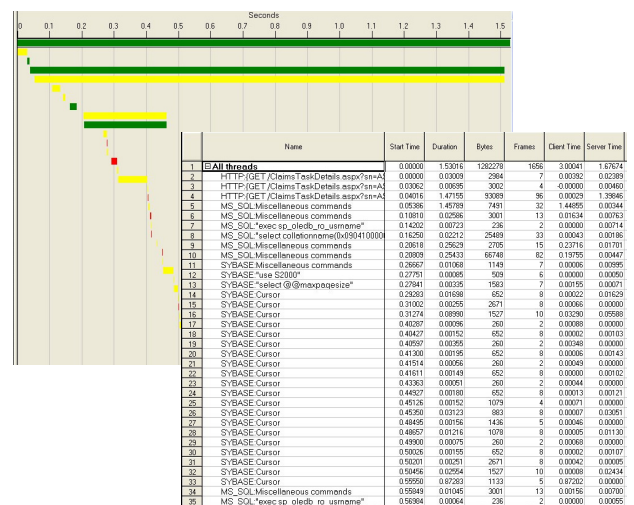 Seconds
0 0.1 0.2 0.3 0.4 0.5 0.6 0.7 0.8 0.9 1.0 1.1 1.2 1.3 1.4 1.5
Name Start Time Duration Bytes Frames Client Time Server Time
1 All threads 0.00000 1.53016 1282278 1656 3.00041 1.67674
2 HTTP:(GET /ClaimsTaskDetails.aspx?sn=A 0.00000 0.03009 2984 7 0.00392 0.02389
3 HTTP:(GET /ClaimsTaskDetails.aspx?sn=A 0.03062 0.00695 3002 4 -0.00000 0.00460
4 HTTP:(GET /ClaimsTaskDetails.aspx?sn=A 0.04016 1.47155 93089 96 0.00029 1.39846
5 MS_SQL:Miscellaneous commands 0.05386 1.45789 7491 32 1.44855 0.00344
6 MS_SQL:Miscellaneous commands 0.10810 0.02586 3001 13 0.01634 0.00763
7 MS_SQL:"exec sp_oledb_ro_usrname" 0.14202 0.00723 236 2 0.00000 0.00714
8 MS_SQL:"select collationname(0x090410000 0.16250 0.02212 25489 33 0.00043 0.00186
9 MS_SQL:Miscellaneous commands 0.20618 0.25629 2705 15 0.23716 0.01701
10 MS_SQL:Miscellaneous commands 0.20809 0.25433 66748 82 0.19755 0.00447
11 SYBASE:Miscellaneous commands 0.26667 0.01068 1149 7 0.00006 0.00995
12 SYBASE:"use S2000" 0.27751 0.00085 509 6 0.00000 0.00050
13 SYBASE:"select @@maxpagesize" 0.27841 0.00335 1583 7 0.00155 0.00071
14 SYBASE:Cursor 0.29283 0.01698 652 8 0.00022 0.01629
15 SYBASE:Cursor 0.31002 0.00255 2671 8 0.00066 0.00000
16 SYBASE:Cursor 0.31274 0.08990 1527 10 0.03290 0.05588
17 SYBASE:Cursor 0.40287 0.00096 260 2 0.00088 0.00000
18 SYBASE:Cursor 0.40427 0.00152 652 8 0.00002 0.00103
19 SYBASE:Cursor 0.40597 0.00355 260 2 0.00348 0.00000
20 SYBASE:Cursor 0.41300 0.00195 652 8 0.00006 0.00143
21 SYBASE:Cursor 0.41514 0.00056 260 2 0.00049 0.00000
22 SYBASE:Cursor 0.41611 0.00149 652 8 0.00000 0.00102
23 SYBASE:Cursor 0.43363 0.00051 260 2 0.00044 0.00000
24 SYBASE:Cursor 0.44927 0.00180 652 8 0.00013 0.00121
25 SYBASE:Cursor 0.45126 0.00152 1079 4 0.00071 0.00000
26 SYBASE:Cursor 0.45350 0.03123 883 8 0.00007 0.03051
27 SYBASE:Cursor 0.48495 0.00156 1436 5 0.00046 0.00000
28 SYBASE:Cursor 0.48657 0.01216 1078 8 0.00005 0.01130
29 SYBASE:Cursor 0.49900 0.00075 260 2 0.00068 0.00000
30 SYBASE:Cursor 0.50026 0.00155 652 8 0.00002 0.00107
31 SYBASE:Cursor 0.50201 0.00251 2671 8 0.00042 0.00005
32 SYBASE:Cursor 0.50456 0.02554 1527 10 0.00008 0.02434
33 SYBASE:Cursor 0.55550 0.87283 1133 5 0.87202 0.00000
34 MS_SQL:Miscellaneous commands 0.55849 0.01045 3001 13 0.00156 0.00700
35 MS_SQL:"exec sp_oledb_ro_usrname" 0.56984 0.00064 236 2 0.00000 0.00055